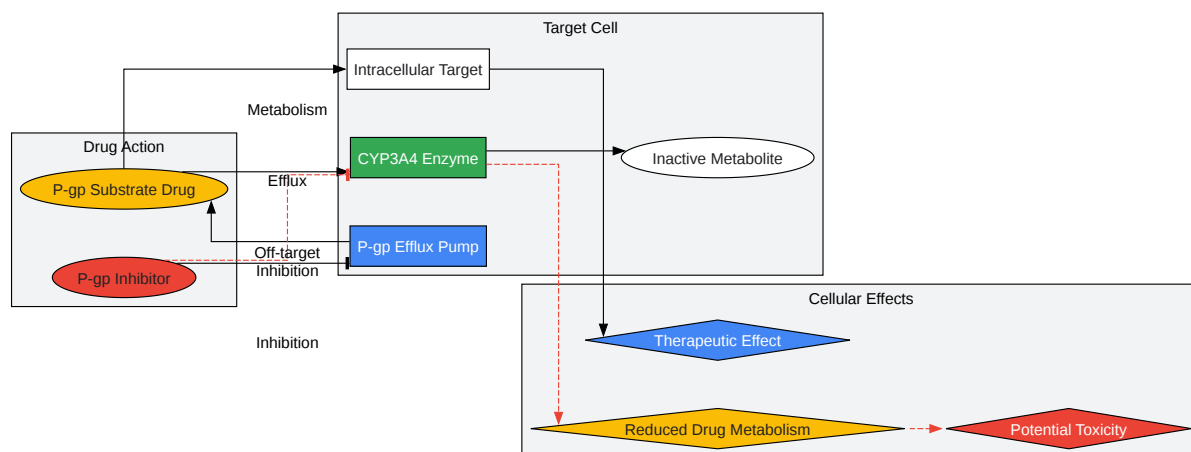 Target Cell
Intracellular Target
Metabolism
Drug Action
CYP3A4 Enzyme
Inactive Metabolite
Efflux
P-gp Substrate Drug
P-gp Efflux Pump
Off-target
Inhibition
P-gp Inhibitor
Cellular Effects
Inhibition
Therapeutic Effect
Reduced Drug Metabolism
Potential Toxicity